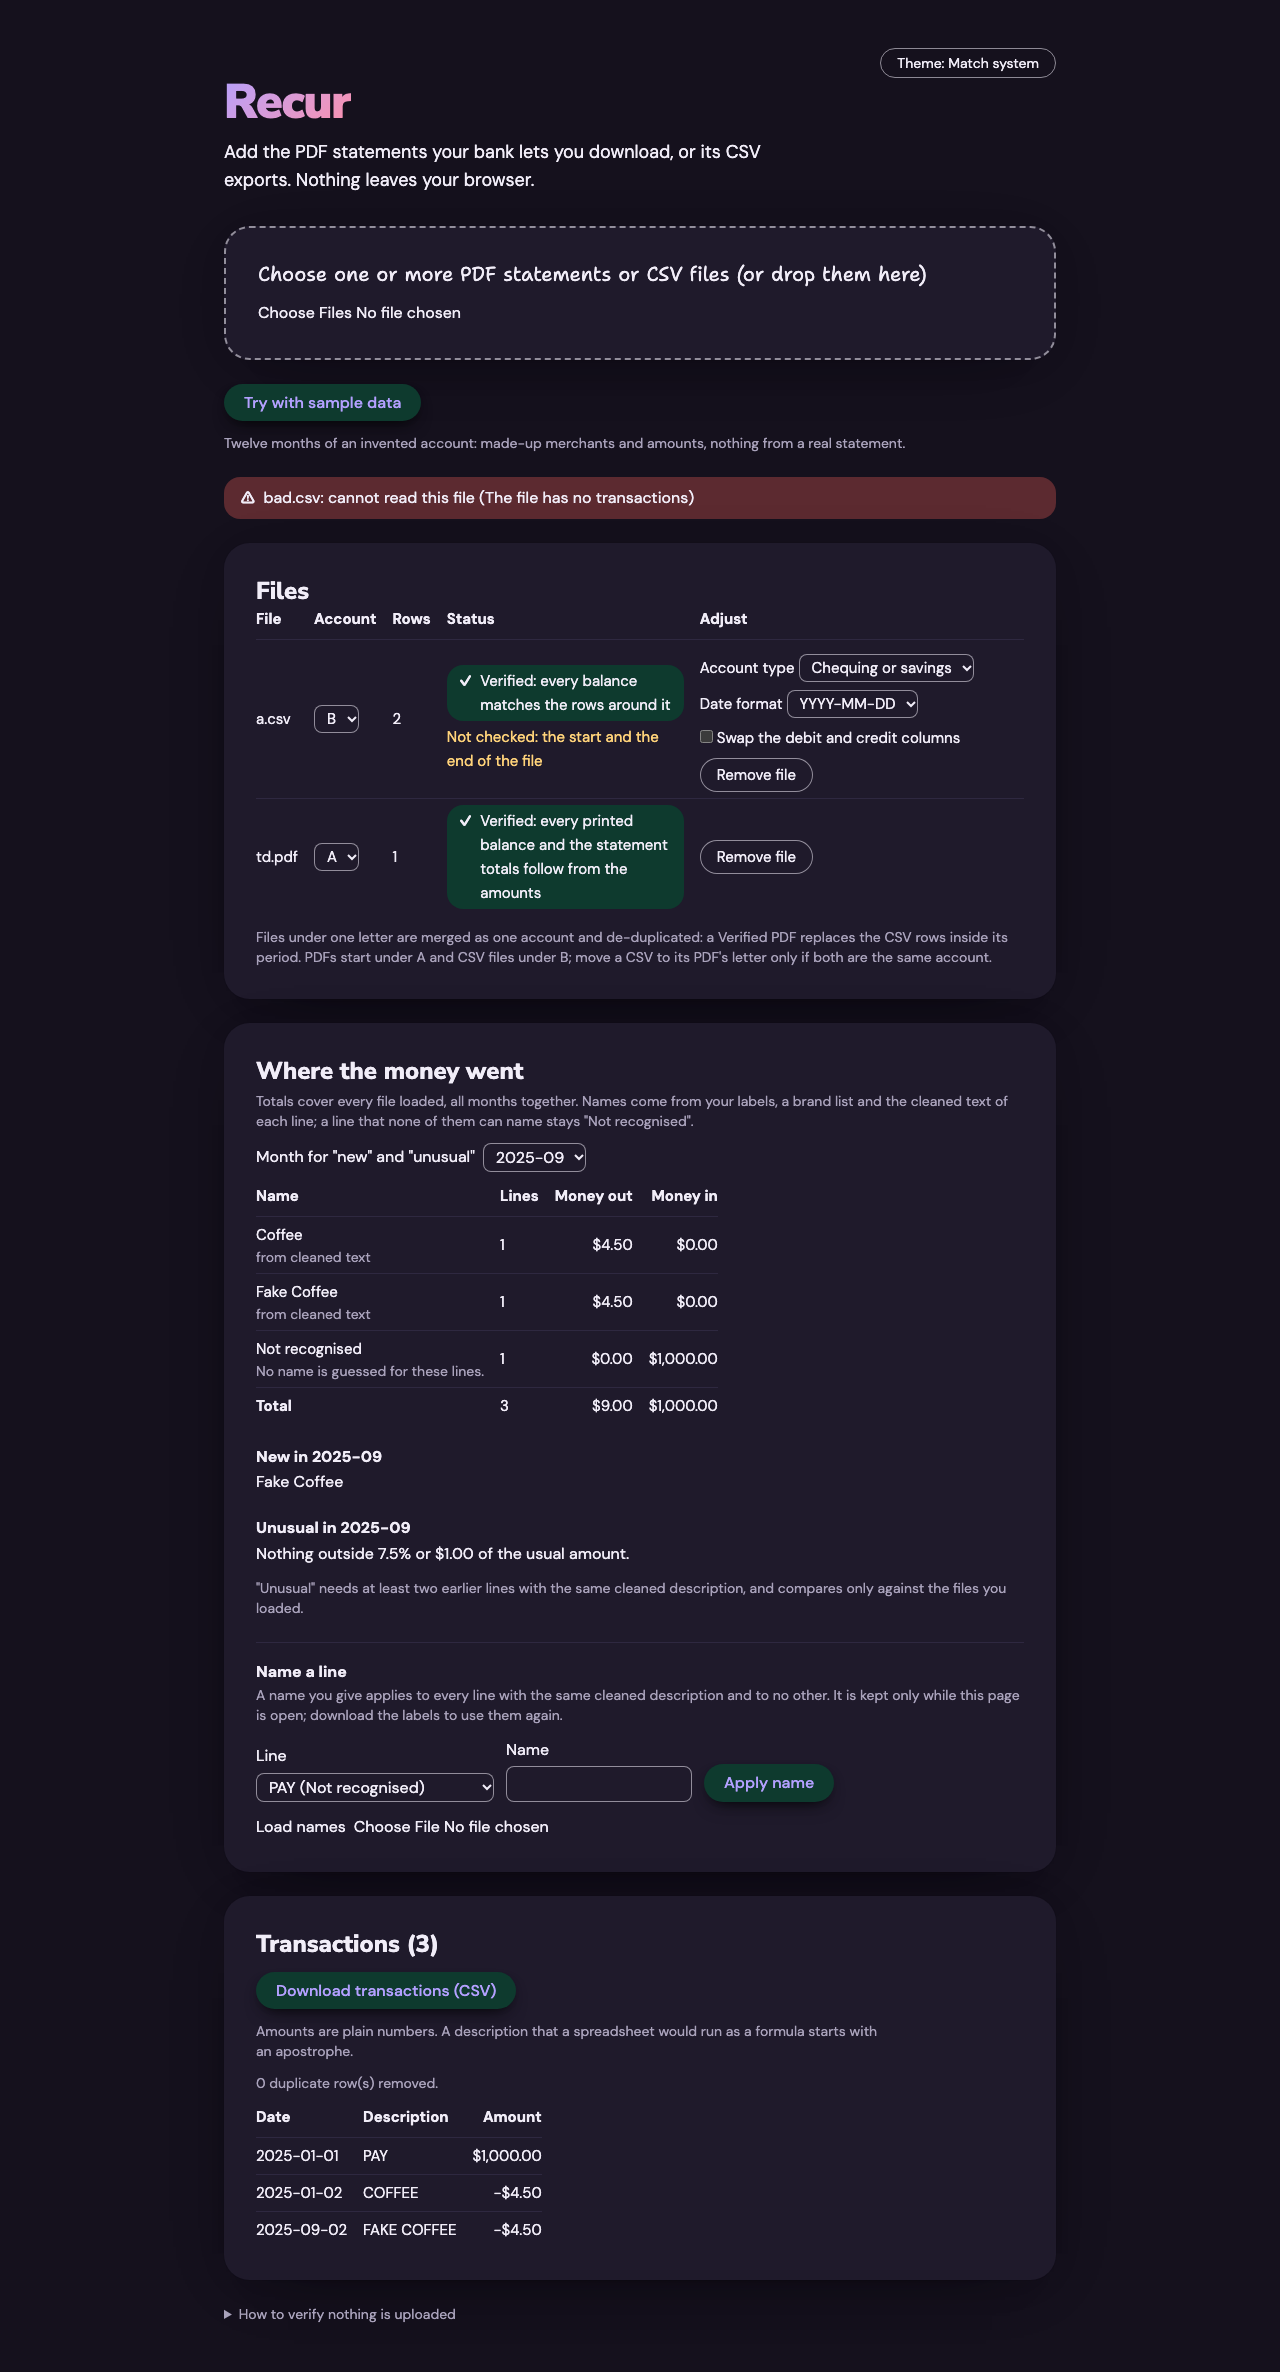 Theme: Match system
Recur
Add the PDF statements your bank lets you download, or its CSV
exports. Nothing leaves your browser.
Choose one or more PDF statements or CSV files (or drop them here)
Choose Files No file chosen
Try with sample data
Twelve months of an invented account: made-up merchants and amounts, nothing from a real statement.
bad.csv: cannot read this file (The file has no transactions)
Files
File Account Rows Status Adjust
a.csv B 2
Verified: every balance
matches the rows around it
Not checked: the start and the
end of the file
Account type Chequing or savings
Date format YYYY-MM-DD
Swap the debit and credit columns
Remove file
td.pdf A 1
Verified: every printed
balance and the statement
totals follow from the
amounts
Remove file
Files under one letter are merged as one account and de-duplicated: a Verified PDF replaces the CSV rows inside its
period. PDFs start under A and CSV files under B; move a CSV to its PDF's letter only if both are the same account.
Where the money went
Totals cover every file loaded, all months together. Names come from your labels, a brand list and the cleaned text of
each line; a line that none of them can name stays "Not recognised".
Month for "new" and "unusual" 2025-09
Name Lines Money out Money in
Coffee
from cleaned text
1 $4.50 $0.00
Fake Coffee
from cleaned text
1 $4.50 $0.00
Not recognised
No name is guessed for these lines.
1 $0.00 $1,000.00
Total 3 $9.00 $1,000.00
New in 2025-09
Fake Coffee
Unusual in 2025-09
Nothing outside 7.5% or $1.00 of the usual amount.
"Unusual" needs at least two earlier lines with the same cleaned description, and compares only against the files you
loaded.
Name a line
A name you give applies to every line with the same cleaned description and to no other. It is kept only while this page
is open; download the labels to use them again.
Line
PAY (Not recognised)
Name
Apply name
Load names Choose File No file chosen
Transactions (3)
Download transactions (CSV)
Amounts are plain numbers. A description that a spreadsheet would run as a formula starts with
an apostrophe.
0 duplicate row(s) removed.
Date Description Amount
2025-01-01 PAY $1,000.00
2025-01-02 COFFEE -$4.50
2025-09-02 FAKE COFFEE -$4.50
How to verify nothing is uploaded